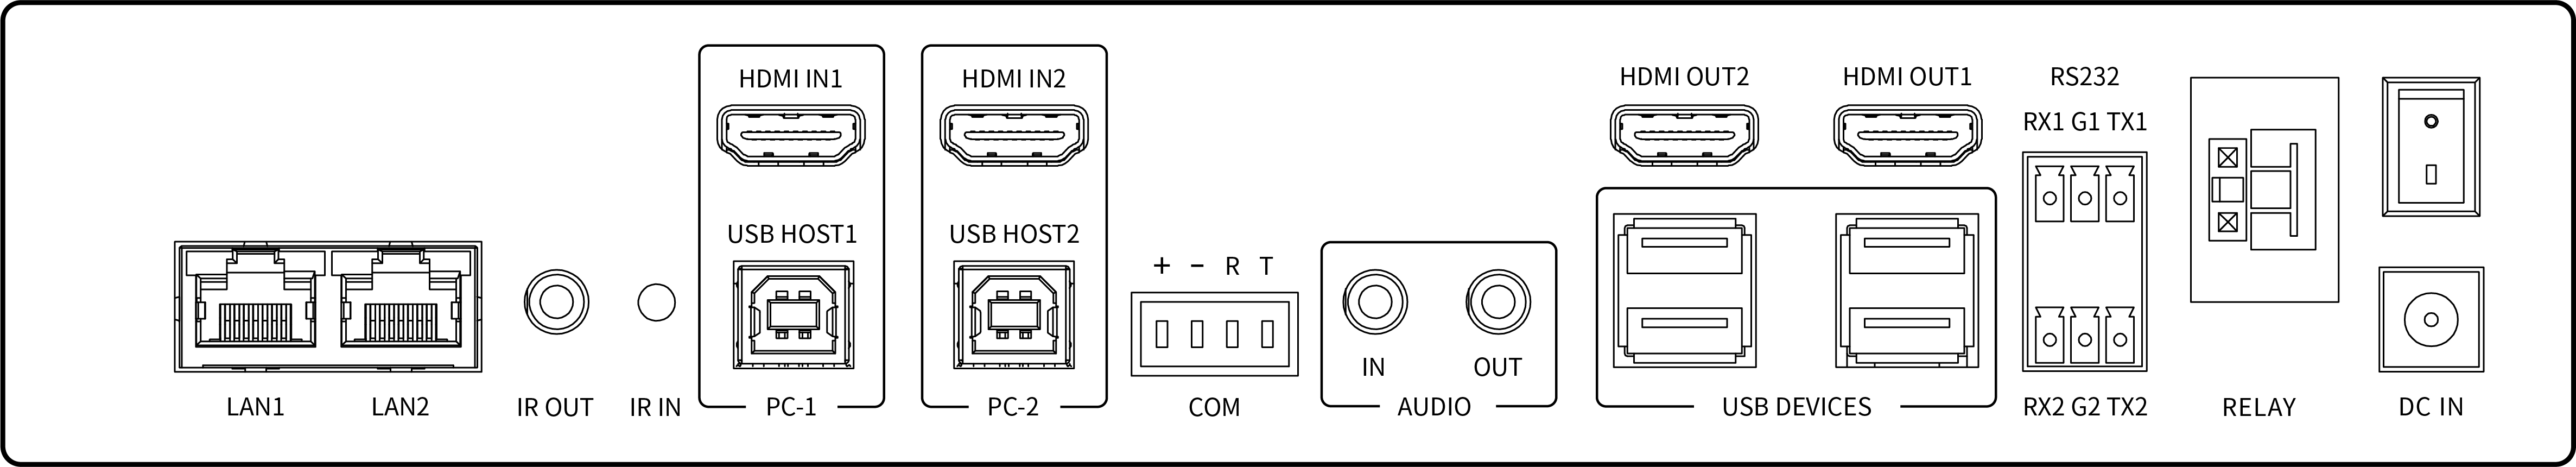 HDMI IN1
HDMI IN2
HDMI OUT2
HDMI OUT1
RS232
RX1 G1 TX1
USB HOST1
USB HOST2
+ − R T
IN
OUT
LAN1
LAN2
IR OUT
IR IN
PC-1
PC-2
COM
AUDIO
USB DEVICES
RX2 G2 TX2
RELAY
DC IN